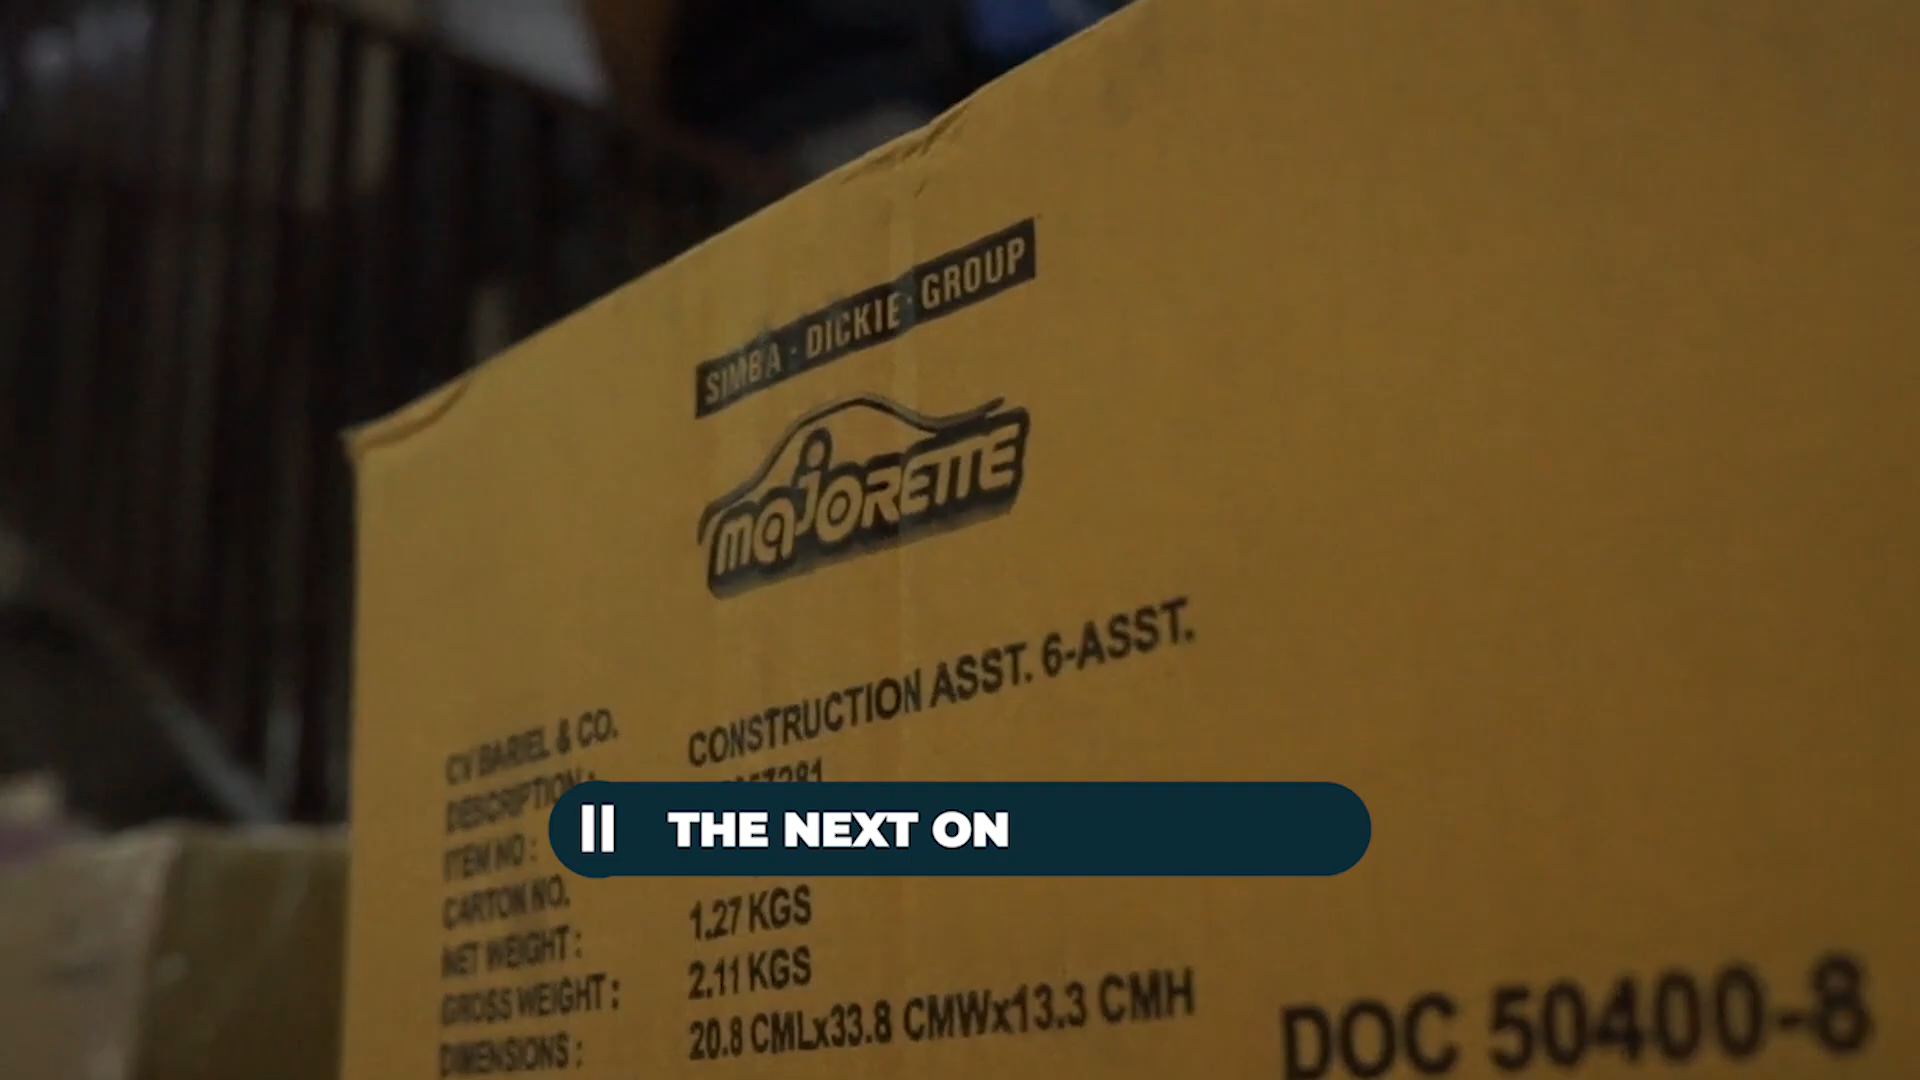 SIMBA · DICKIE · GROUP
majORETTE
CV BARIEL & CO.
DESCRIPTION : CONSTRUCTION ASST. 6-ASST.
ITEM NO :
CARTON NO.
NET WEIGHT : 1.27 KGS
GROSS WEIGHT : 2.11 KGS
DIMENSIONS : 20.8 CMLx33.8 CMWx13.3 CMH
DOC 50400-8
THE NEXT ON